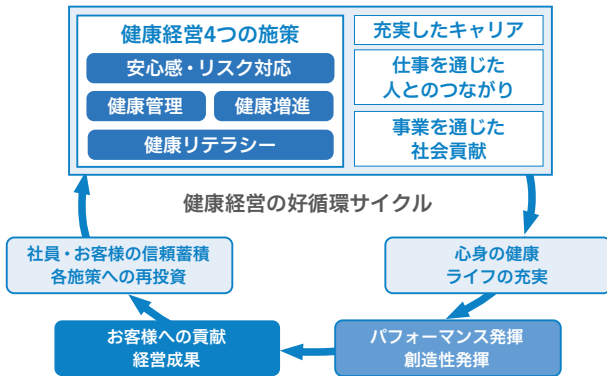 健康経営4つの施策
安心感・リスク対応
健康管理
健康増進
健康リテラシー
充実したキャリア
仕事を通じた
人とのつながり
事業を通じた
社会貢献
健康経営の好循環サイクル
心身の健康
ライフの充実
パフォーマンス発揮
創造性発揮
お客様への貢献
経営成果
社員・お客様の信頼蓄積
各施策への再投資